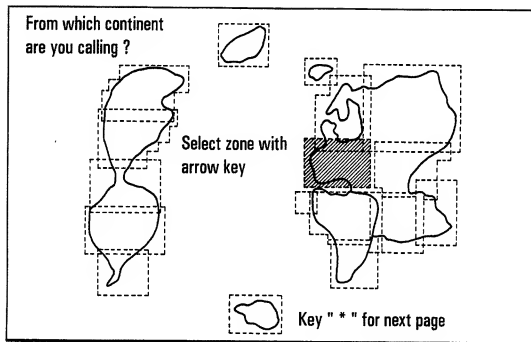 From which continent
are you calling ?
Select zone with
arrow key
Key " * " for next page